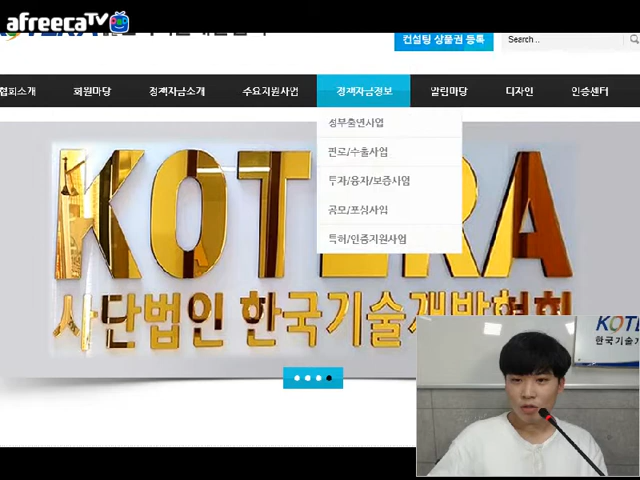 afreecaTV
컨설팅 상품권 등록
Search..
협회소개 회원마당 정책자금소개 주요지원사업 정책자금정보 알림마당 디자인 인증센터
정부출연사업
판로/수출사업
투자/융자/보증사업
공모/포상사업
특허/인증지원사업
KOTERA
사단법인 한국기술개발협회
KOTE
한국기술개